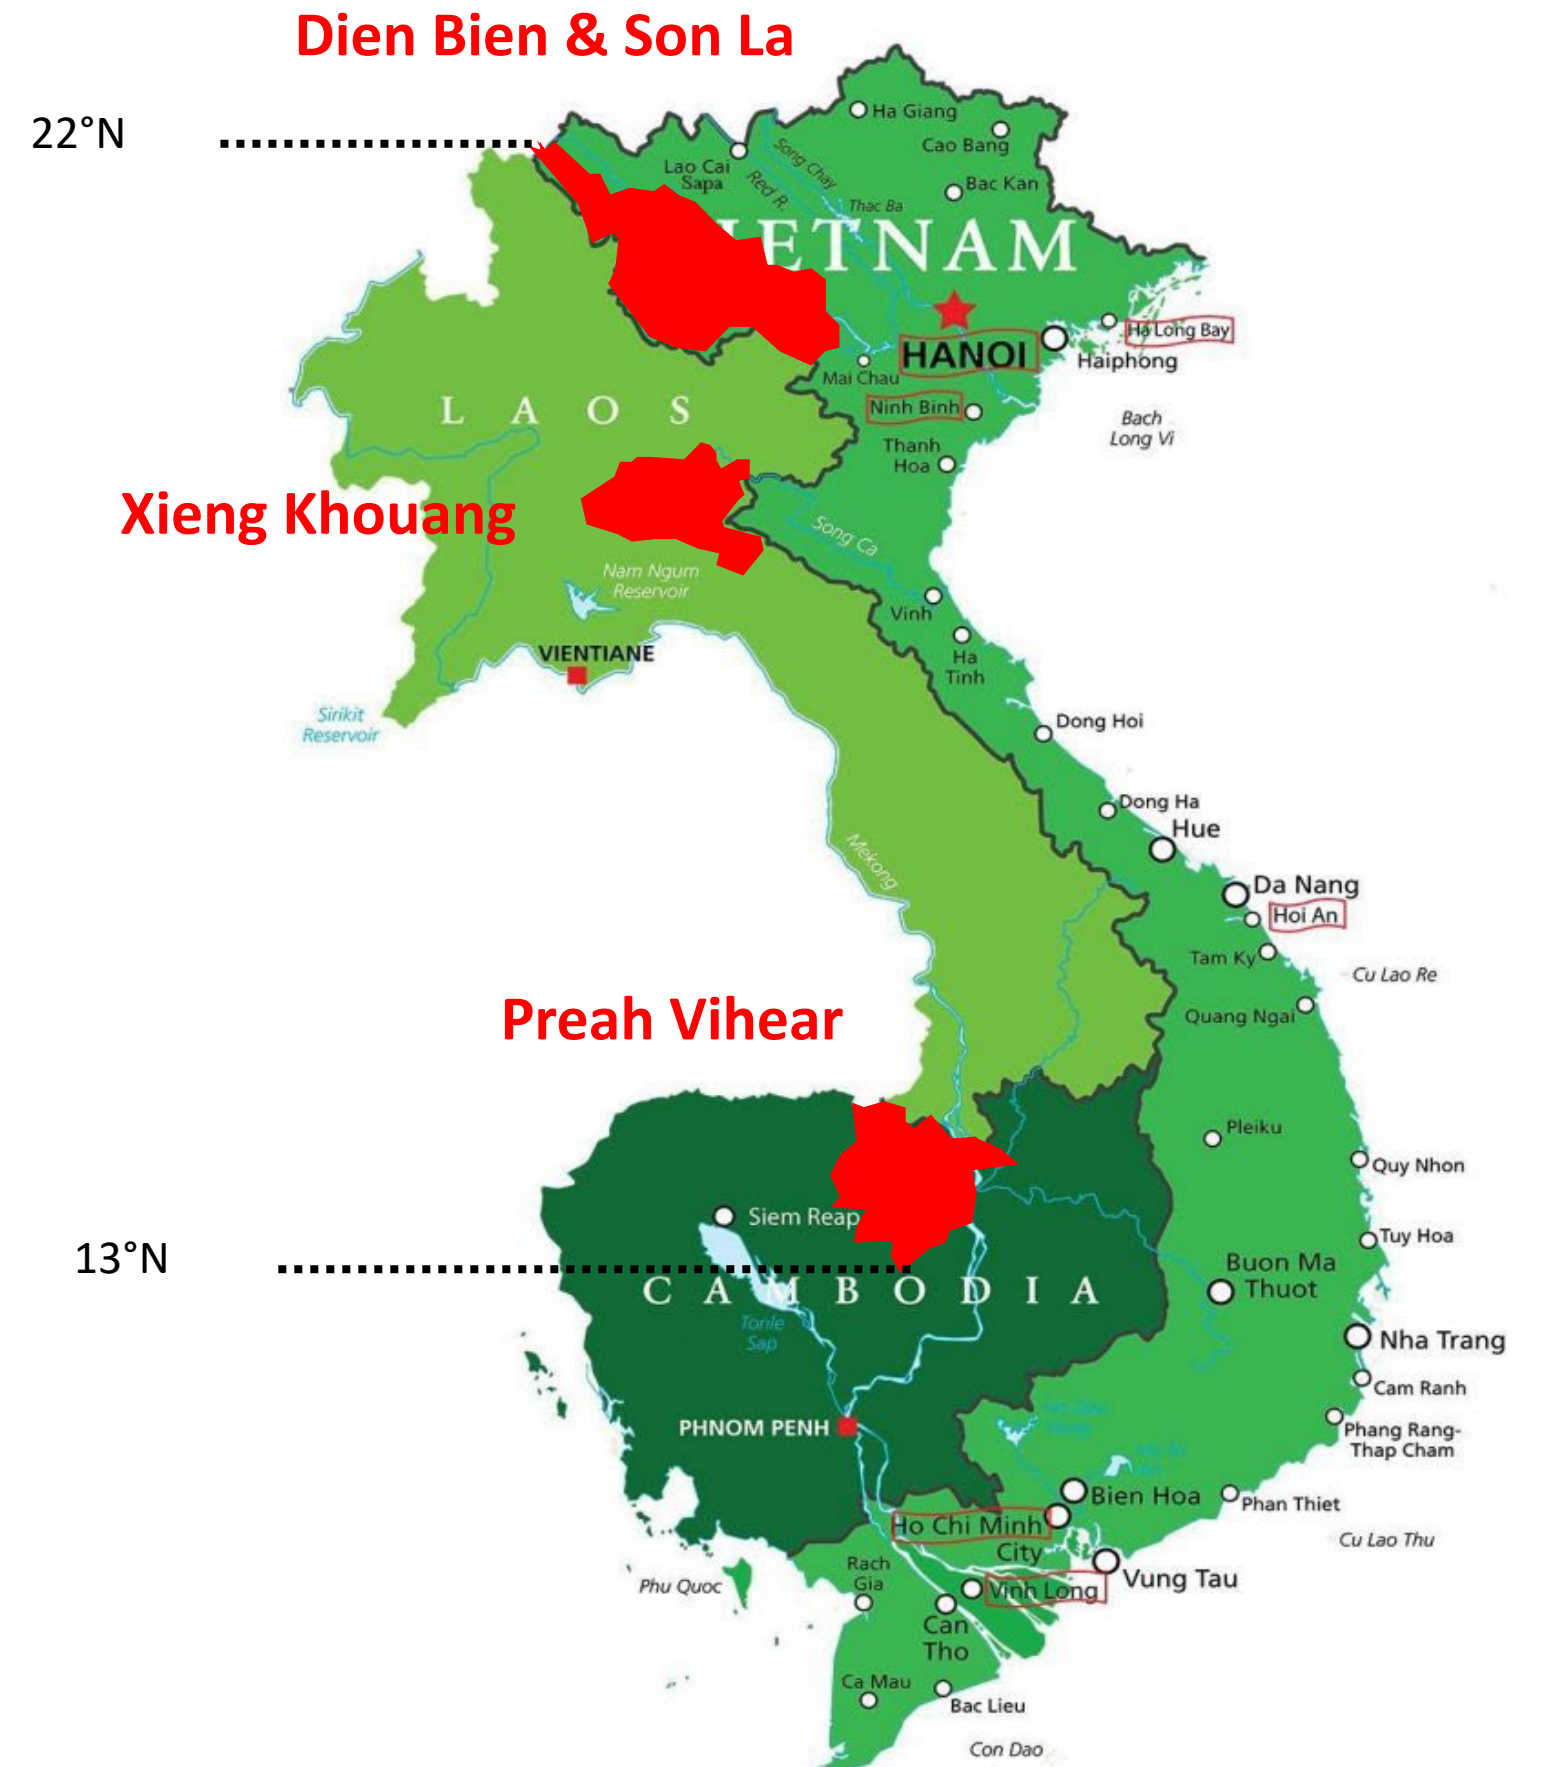 Dien Bien & Son La
22°N
Ha Giang
Cao Bang
Lao Cai
Sapa
Song Chay
Red R.
Bac Kan
Thac Ba
IETNAM
HANOI
Ha Long Bay
Haiphong
Mai Chau
Ninh Binh
Bach
Long Vi
LAOS
Thanh
Hoa
Xieng Khouang
Song Ca
Nam Ngum
Reservoir
Vinh
VIENTIANE
Ha
Tinh
Sirikit
Reservoir
Dong Hoi
Dong Ha
Hue
Mekong
Da Nang
Hoi An
Tam Ky
Cu Lao Re
Preah Vihear
Quang Ngai
Pleiku
Quy Nhon
Siem Reap
Tuy Hoa
13°N
Buon Ma
Thuot
CAMBODIA
Tonle
Sap
Nha Trang
Cam Ranh
PHNOM PENH
Phang Rang-
Thap Cham
Bien Hoa
Phan Thiet
Ho Chi Minh
City
Cu Lao Thu
Rach
Gia
Vung Tau
Phu Quoc
Vinh Long
Can
Tho
Ca Mau
Bac Lieu
Con Dao